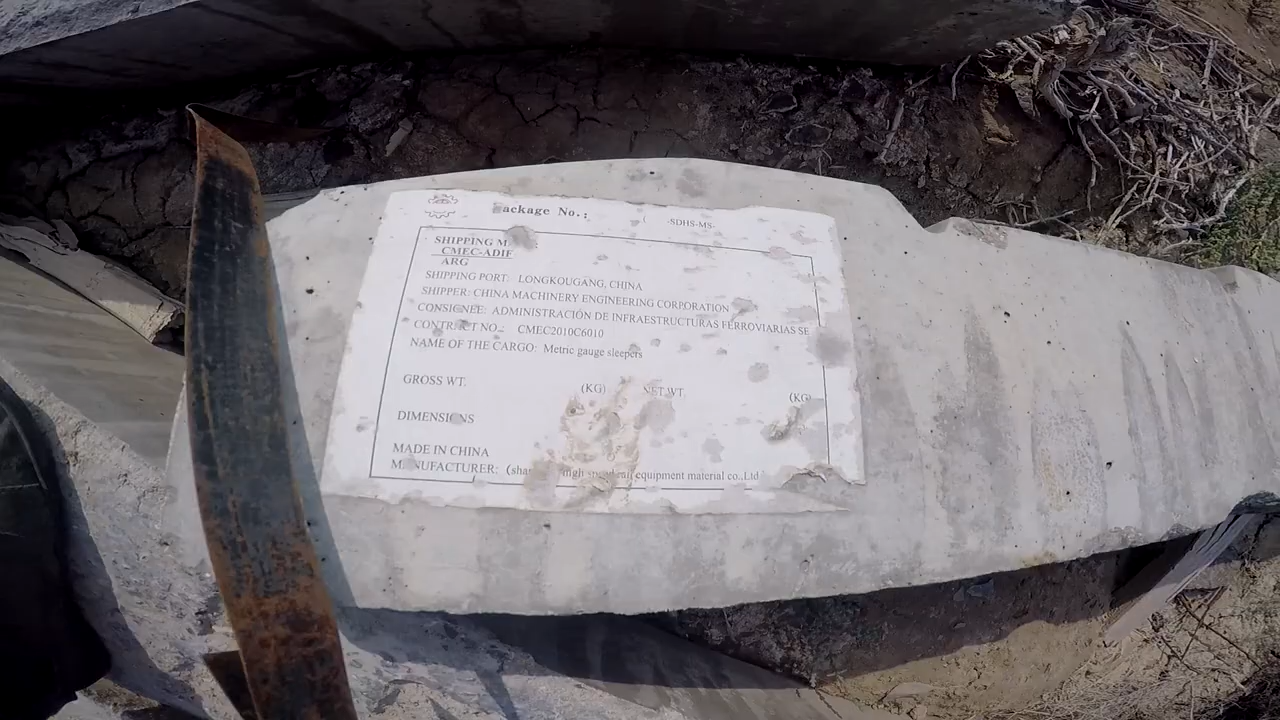 Package No.: -SDHS-MS-
SHIPPING M
CMEC-ADIF
ARG
SHIPPING PORT: LONGKOUGANG, CHINA
SHIPPER: CHINA MACHINERY ENGINEERING CORPORATION
CONSIGNEE: ADMINISTRACIÓN DE INFRAESTRUCTURAS FERROVIARIAS SE
CONTRACT NO.: CMEC2010C6010
NAME OF THE CARGO: Metric gauge sleepers
GROSS WT. (KG) NET WT (KG)
DIMENSIONS
MADE IN CHINA
MANUFACTURER: equipment material co.,Ltd